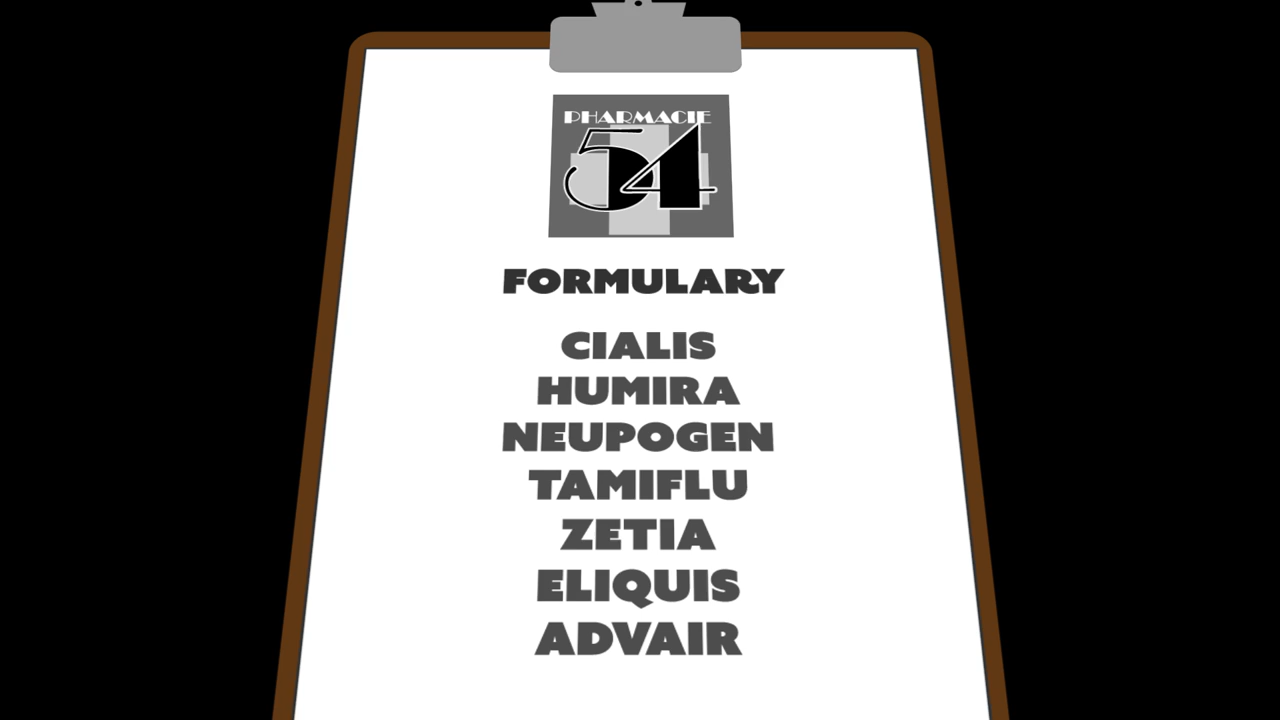 PHARMACIE
54
FORMULARY
CIALIS
HUMIRA
NEUPOGEN
TAMIFLU
ZETIA
ELIQUIS
ADVAIR